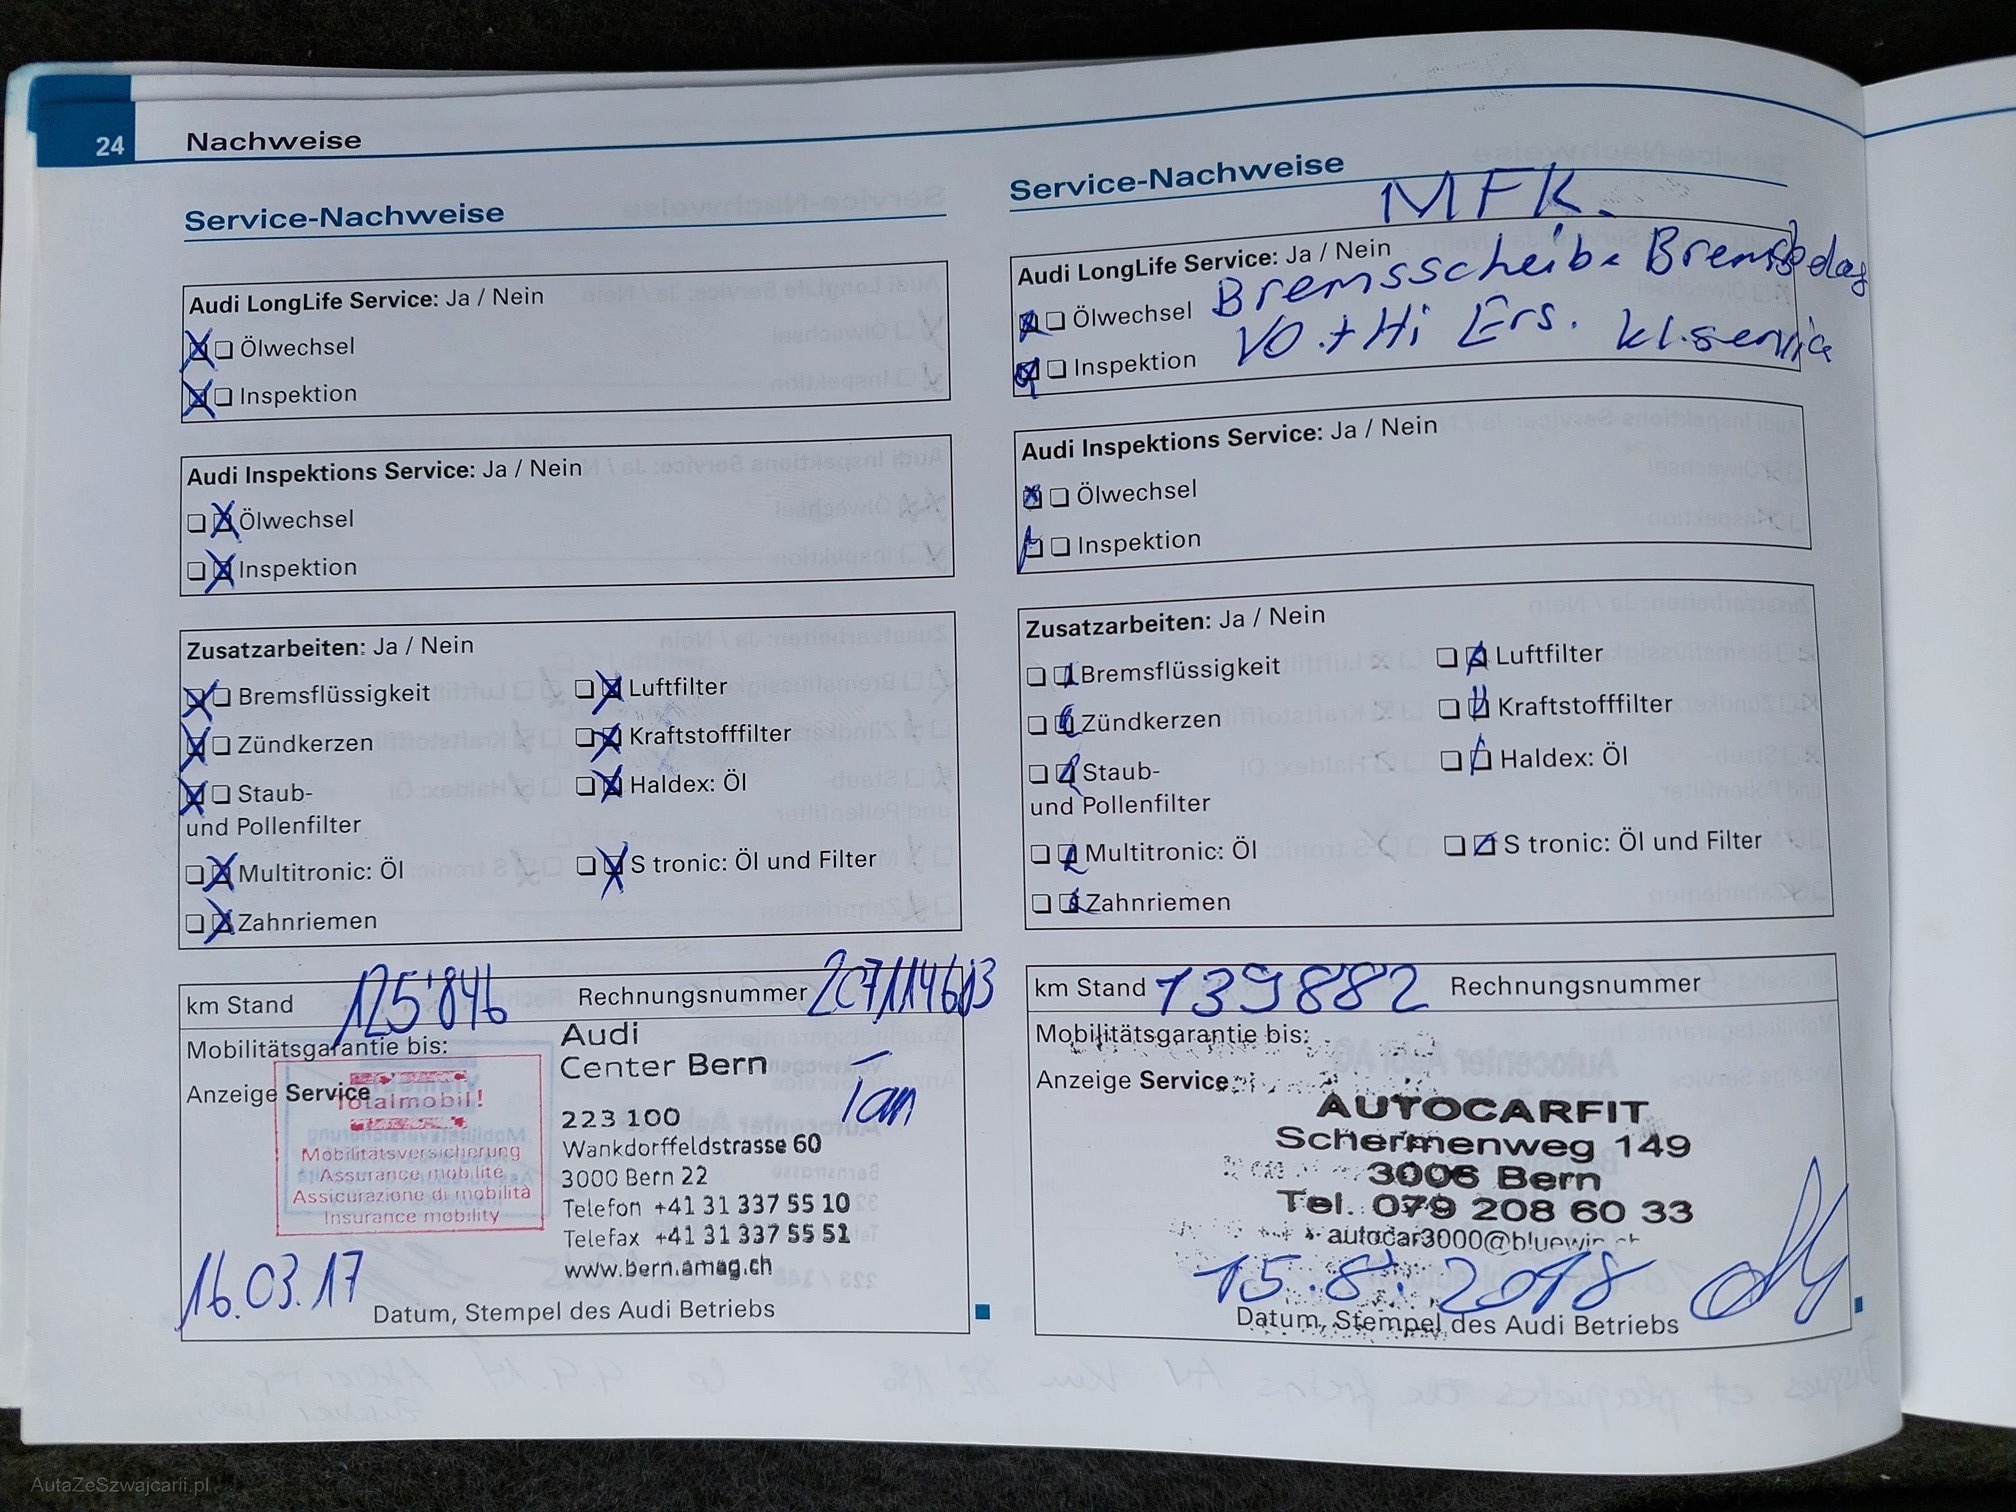 24
Nachweise
Service-Nachweise
Audi LongLife Service: Ja / Nein
Ölwechsel
Inspektion
Audi Inspektions Service: Ja / Nein
Ölwechsel
Inspektion
Zusatzarbeiten: Ja / Nein
Bremsflüssigkeit
Luftfilter
Zündkerzen
Kraftstofffilter
Staub-
und Pollenfilter
Haldex: Öl
Multitronic: Öl
S tronic: Öl und Filter
Zahnriemen
km Stand 125'846 Rechnungsnummer
Mobilitätsgarantie bis:
Anzeige Service
Totalmobil!
Mobilitätsversicherung
Assurance mobilité
Assicurazione di mobilità
Insurance mobility
Audi
Center Bern
223 100
Wankdorffeldstrasse 60
3000 Bern 22
Telefon +41 31 337 55 10
Telefax +41 31 337 55 51
www.bern.amag.ch
16.03.17
Datum, Stempel des Audi Betriebs
Service-Nachweise
MFK.
Audi LongLife Service: Ja / Nein
Bremsscheibe
Ölwechsel
VO + Hi Ers. kl. service
Inspektion
Audi Inspektions Service: Ja / Nein
Ölwechsel
Inspektion
Zusatzarbeiten: Ja / Nein
Bremsflüssigkeit
Luftfilter
Zündkerzen
Kraftstofffilter
Staub-
und Pollenfilter
Haldex: Öl
Multitronic: Öl
S tronic: Öl und Filter
Zahnriemen
km Stand 139882 Rechnungsnummer
Mobilitätsgarantie bis:
Anzeige Service:
AUTOCARFIT
Schermenweg 149
3006 Bern
Tel. 079 208 60 33
autocar3000@bluewin.ch
15.8.2018
Datum, Stempel des Audi Betriebs
AutaZeSzwajcarii.pl